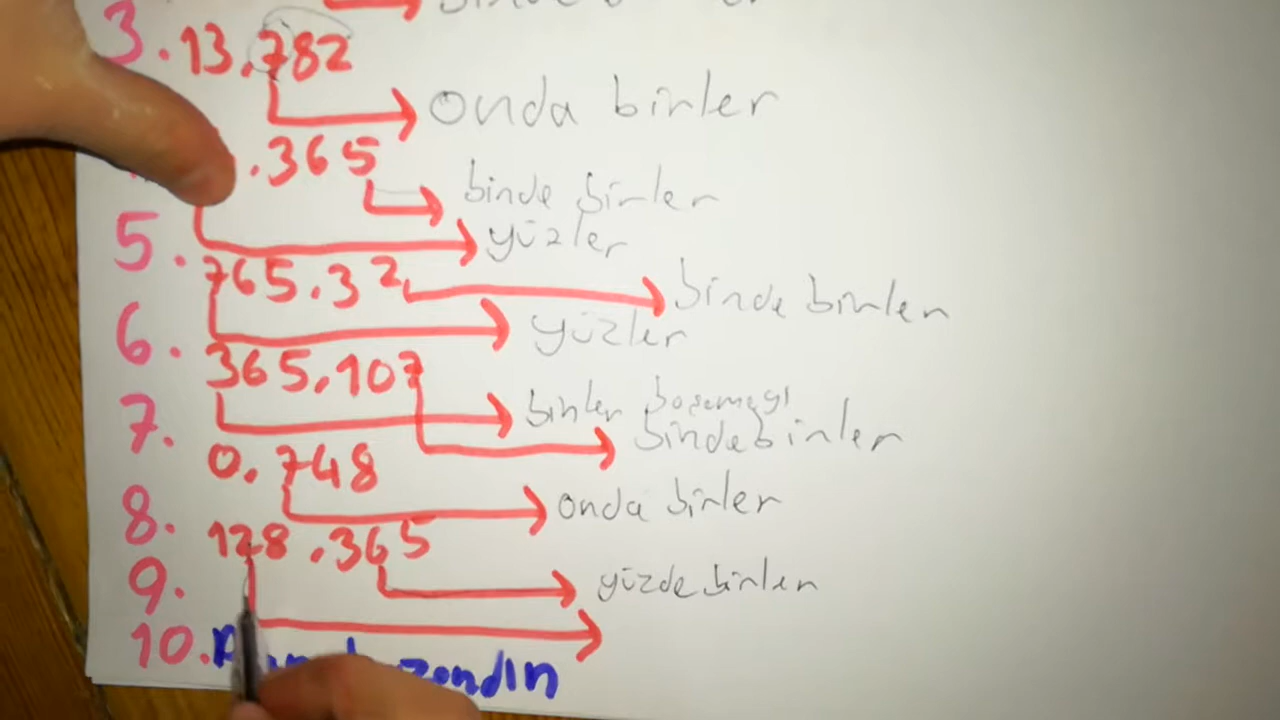 3. 13.782
onda birler
.365
binde birler
5.
yüzler
765.32
binde birler
6.
yüzler
365.107
7.
binler basamağı
binde birler
0.748
8.
onda birler
128.365
9.
yüzde birler
10.